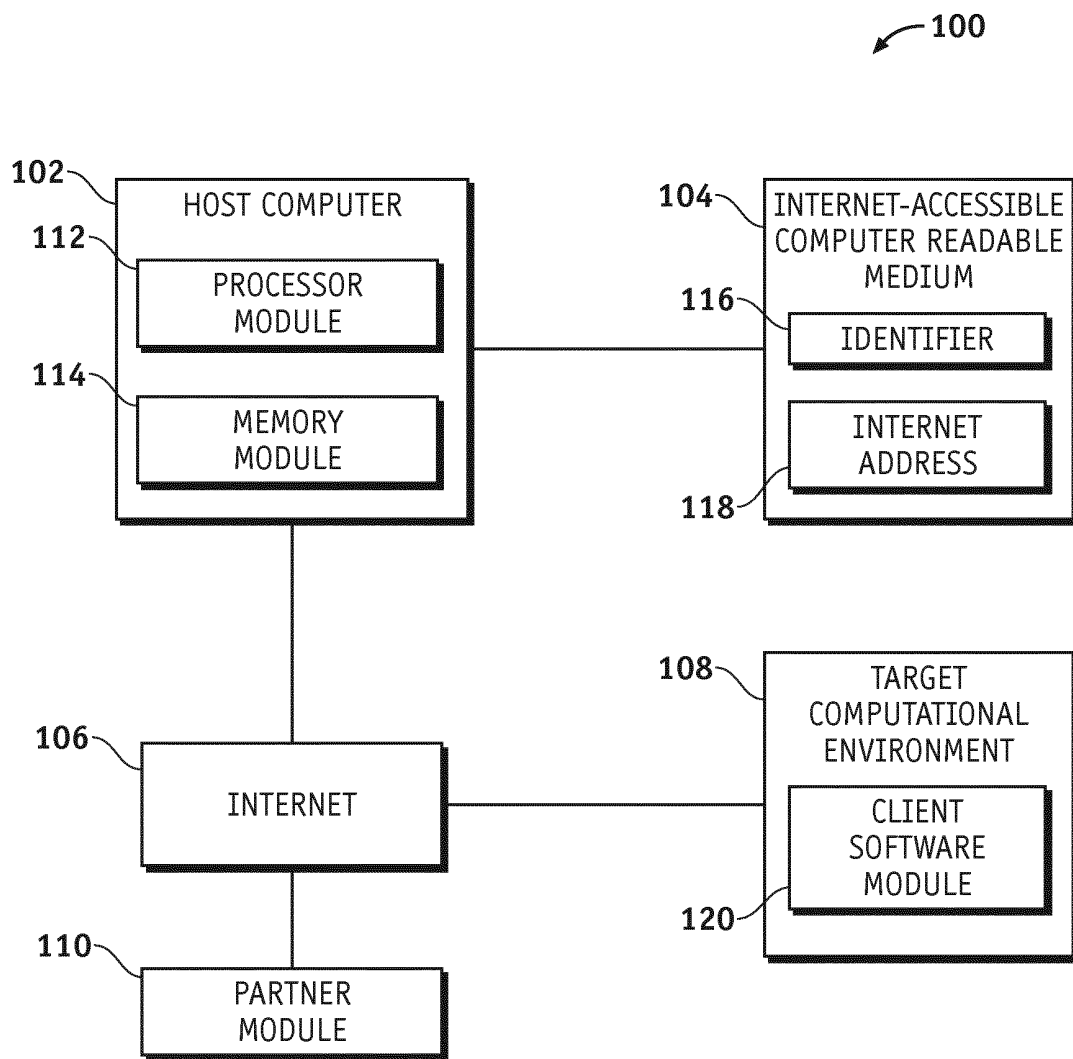 100
102
HOST COMPUTER
112
PROCESSOR
MODULE
114
MEMORY
MODULE
104
INTERNET-ACCESSIBLE
COMPUTER READABLE
MEDIUM
116
IDENTIFIER
INTERNET
ADDRESS
118
106
INTERNET
108
TARGET
COMPUTATIONAL
ENVIRONMENT
CLIENT
SOFTWARE
MODULE
120
110
PARTNER
MODULE